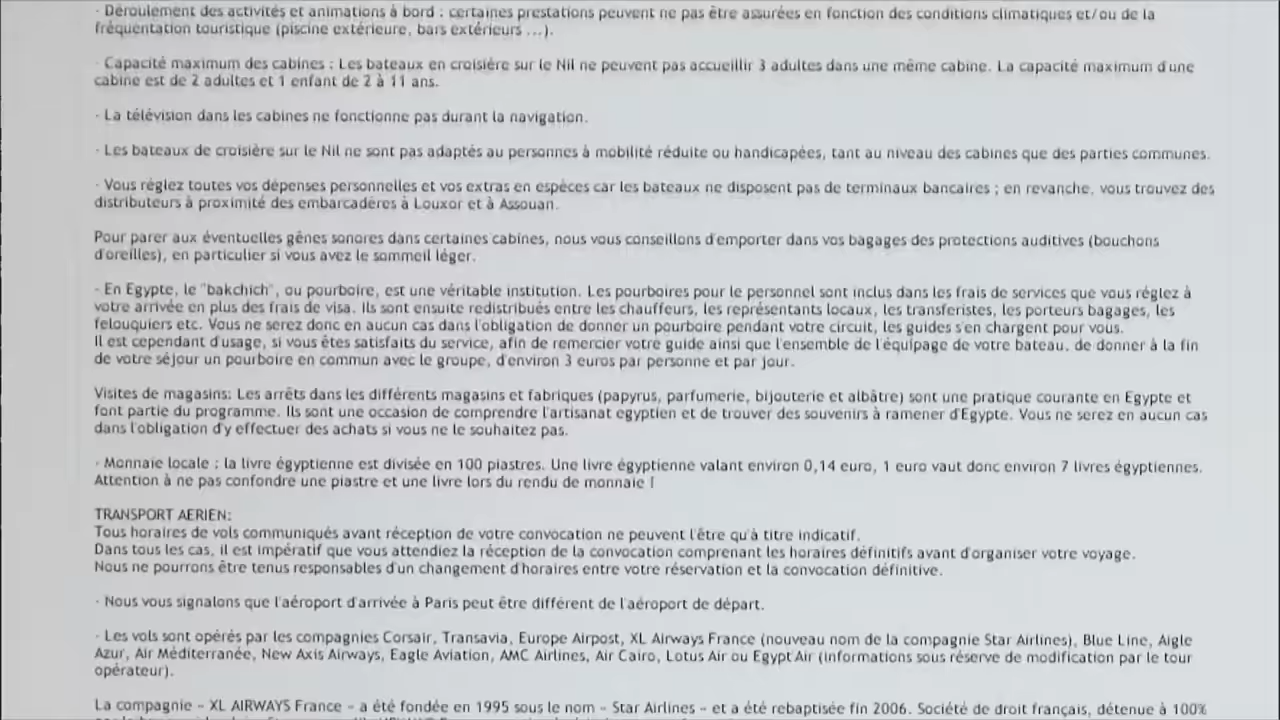 - Déroulement des activités et animations à bord : certaines prestations peuvent ne pas être assurées en fonction des conditions climatiques et/ou de la
fréquentation touristique (piscine extérieure, bars extérieurs ...).
- Capacité maximum des cabines : Les bateaux en croisière sur le Nil ne peuvent pas accueillir 3 adultes dans une même cabine. La capacité maximum d'une
cabine est de 2 adultes et 1 enfant de 2 à 11 ans.
- La télévision dans les cabines ne fonctionne pas durant la navigation.
- Les bateaux de croisière sur le Nil ne sont pas adaptés au personnes à mobilité réduite ou handicapées, tant au niveau des cabines que des parties communes.
- Vous réglez toutes vos dépenses personnelles et vos extras en espèces car les bateaux ne disposent pas de terminaux bancaires ; en revanche, vous trouvez des
distributeurs à proximité des embarcadères à Louxor et à Assouan.
Pour parer aux éventuelles gênes sonores dans certaines cabines, nous vous conseillons d'emporter dans vos bagages des protections auditives (bouchons
d'oreilles), en particulier si vous avez le sommeil léger.
- En Egypte, le "bakchich", ou pourboire, est une véritable institution. Les pourboires pour le personnel sont inclus dans les frais de services que vous réglez à
votre arrivée en plus des frais de visa. Ils sont ensuite redistribués entre les chauffeurs, les représentants locaux, les transferistes, les porteurs bagages, les
felouquiers etc. Vous ne serez donc en aucun cas dans l'obligation de donner un pourboire pendant votre circuit, les guides s'en chargent pour vous.
Il est cependant d'usage, si vous êtes satisfaits du service, afin de remercier votre guide ainsi que l'ensemble de l'équipage de votre bateau, de donner à la fin
de votre séjour un pourboire en commun avec le groupe, d'environ 3 euros par personne et par jour.
Visites de magasins: Les arrêts dans les différents magasins et fabriques (papyrus, parfumerie, bijouterie et albâtre) sont une pratique courante en Egypte et
font partie du programme. Ils sont une occasion de comprendre l'artisanat egyptien et de trouver des souvenirs à ramener d'Egypte. Vous ne serez en aucun cas
dans l'obligation d'y effectuer des achats si vous ne le souhaitez pas.
- Monnaie locale : la livre égyptienne est divisée en 100 piastres. Une livre égyptienne valant environ 0,14 euro, 1 euro vaut donc environ 7 livres égyptiennes.
Attention à ne pas confondre une piastre et une livre lors du rendu de monnaie !
TRANSPORT AERIEN:
Tous horaires de vols communiqués avant réception de votre convocation ne peuvent l'être qu'à titre indicatif.
Dans tous les cas, il est impératif que vous attendiez la réception de la convocation comprenant les horaires définitifs avant d'organiser votre voyage.
Nous ne pourrons être tenus responsables d'un changement d'horaires entre votre réservation et la convocation définitive.
- Nous vous signalons que l'aéroport d'arrivée à Paris peut être différent de l'aéroport de départ.
- Les vols sont opérés par les compagnies Corsair, Transavia, Europe Airpost, XL Airways France (nouveau nom de la compagnie Star Airlines), Blue Line, Aigle
Azur, Air Méditerranée, New Axis Airways, Eagle Aviation, AMC Airlines, Air Cairo, Lotus Air ou Egypt Air (informations sous réserve de modification par le tour
opérateur).
La compagnie - XL AIRWAYS France - a été fondée en 1995 sous le nom - Star Airlines - et a été rebaptisée fin 2006. Société de droit français, détenue à 100%